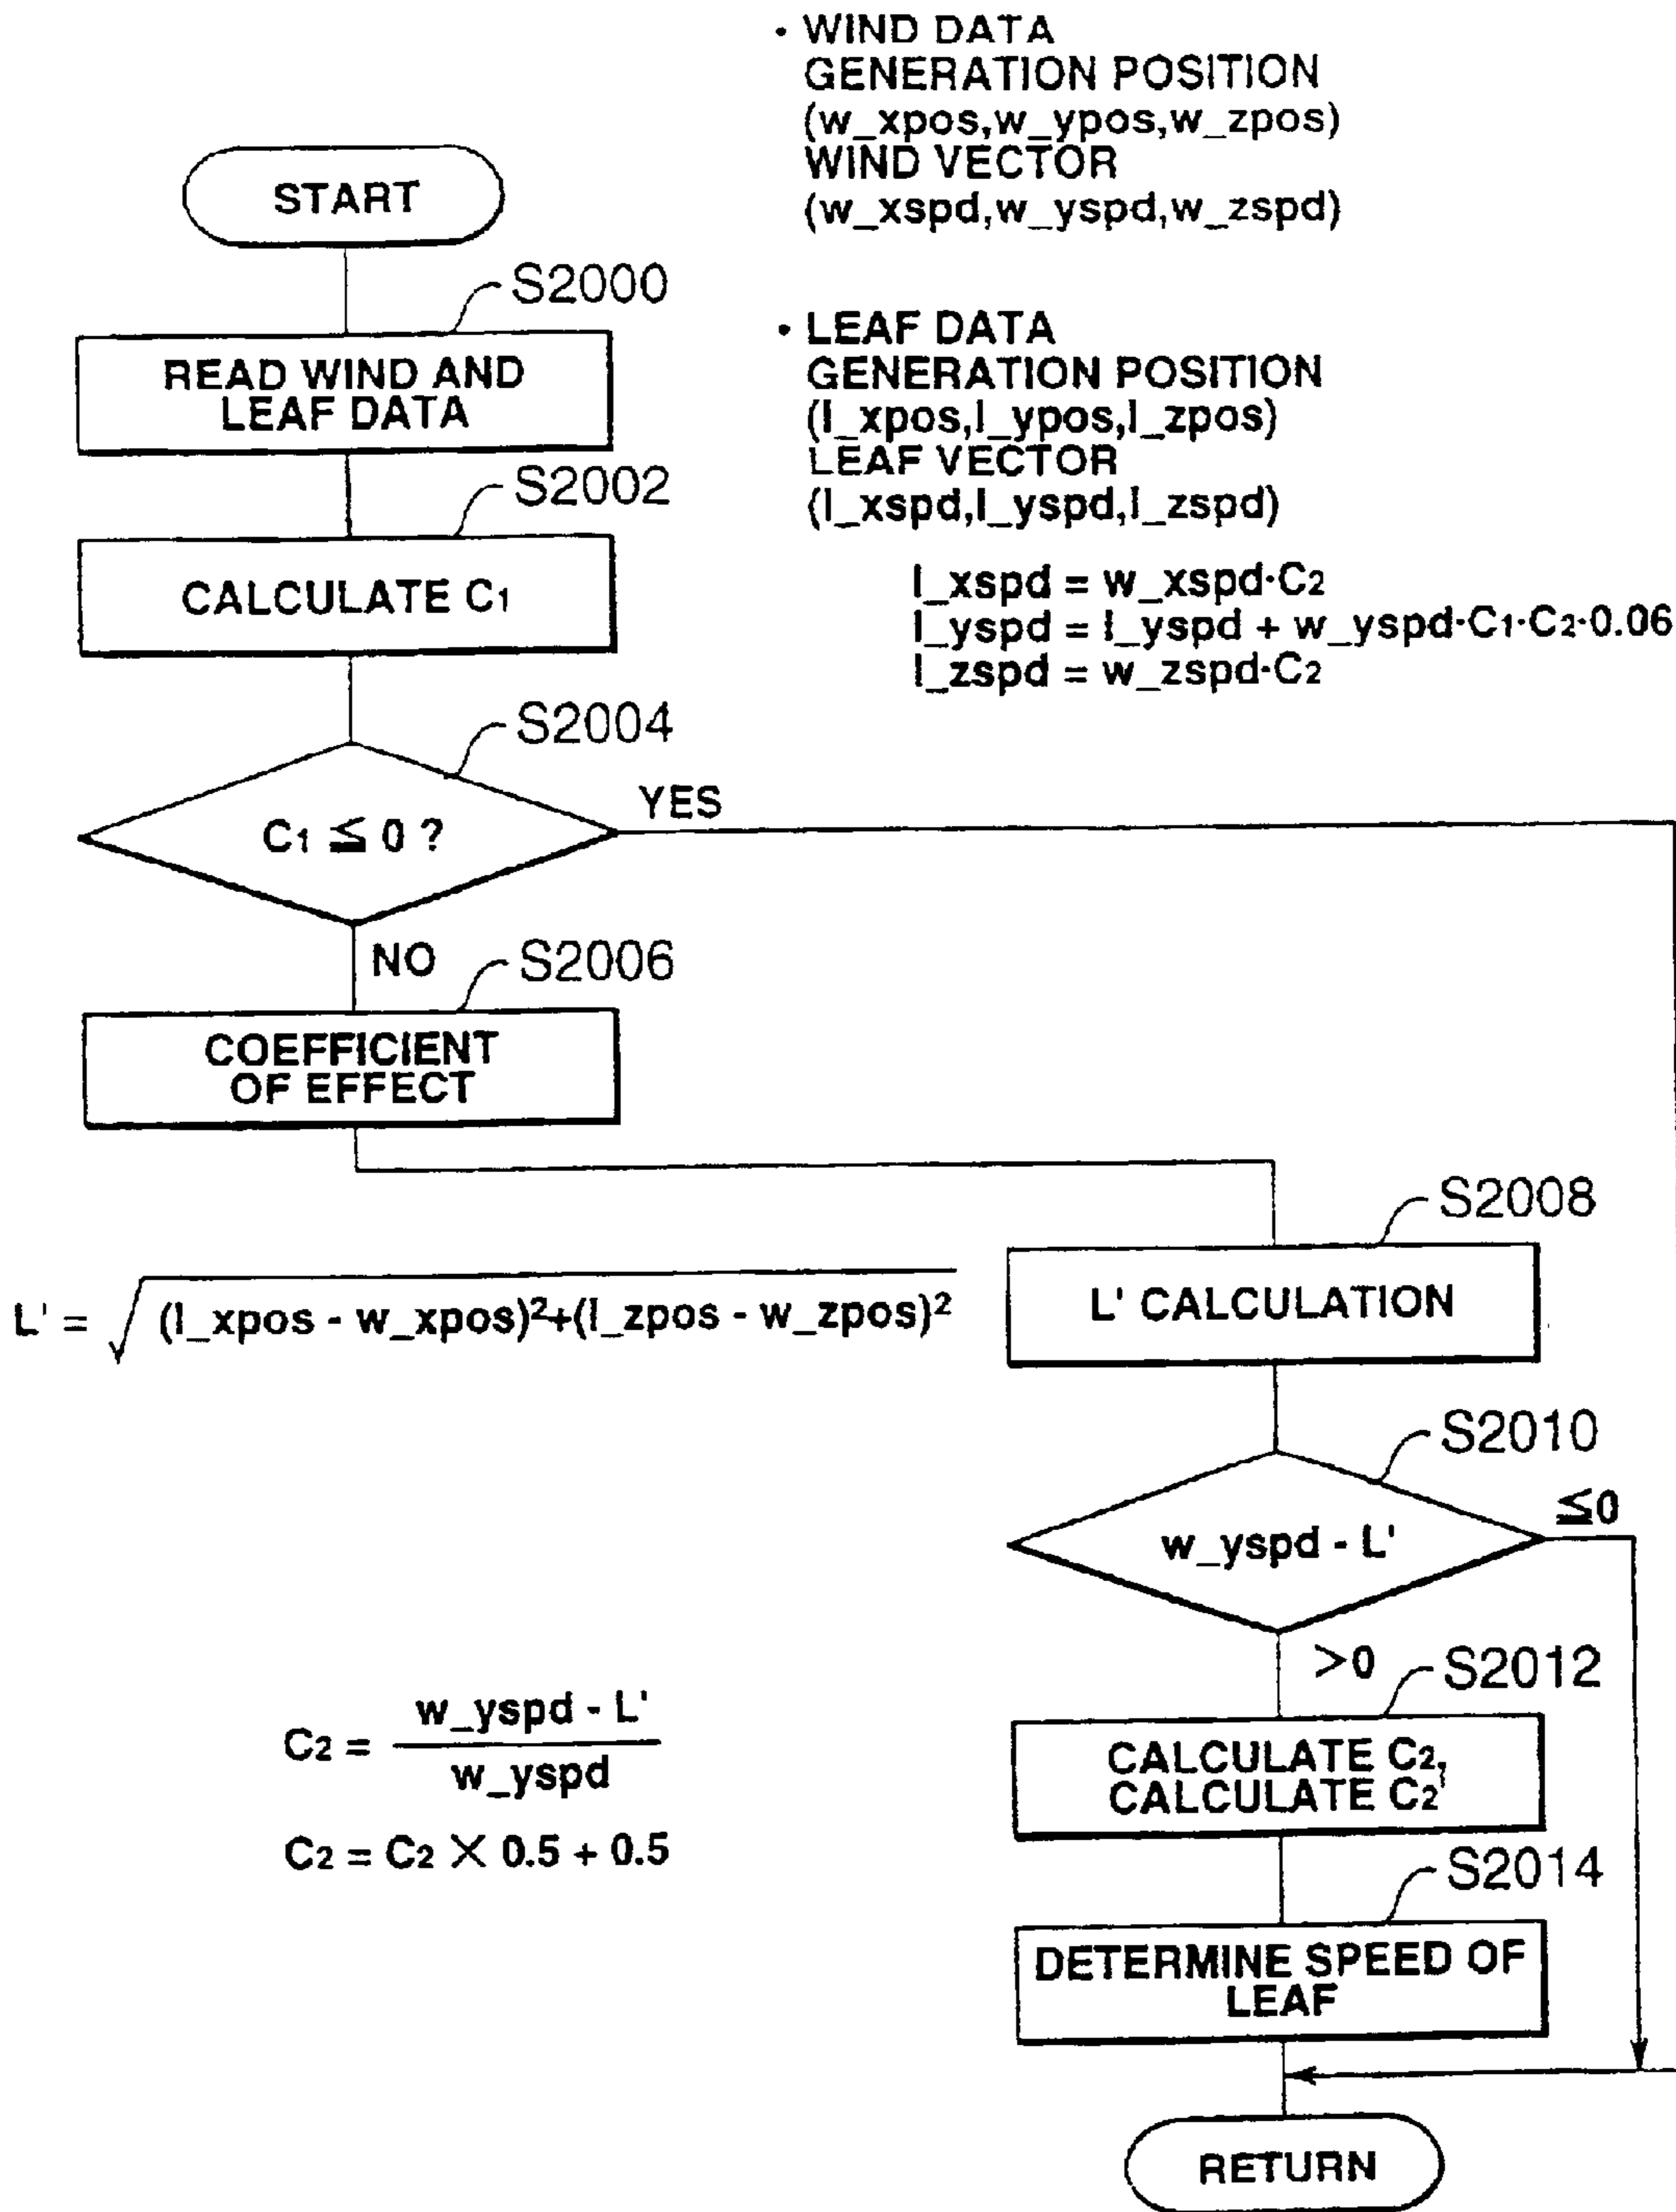 • WIND DATA
GENERATION POSITION
(w_xpos,w_ypos,w_zpos)
WIND VECTOR
(w_xspd,w_yspd,w_zspd)
START
S2000
READ WIND AND
LEAF DATA
• LEAF DATA
GENERATION POSITION
(l_xpos,l_ypos,l_zpos)
LEAF VECTOR
(l_xspd,l_yspd,l_zspd)
l_xspd = w_xspd·C2
l_yspd = l_yspd + w_yspd·C1·C2·0.06
l_zspd = w_zspd·C2
S2002
CALCULATE C1
S2004
C1 ≦ 0 ?
YES
NO
S2006
COEFFICIENT
OF EFFECT
S2008
L' CALCULATION
L' = √(l_xpos - w_xpos)²+(l_zpos - w_zpos)²
S2010
w_yspd - L'
≦0
>0
S2012
CALCULATE C2,
CALCULATE C2'
C2 = w_yspd - L'
w_yspd
C2 = C2 × 0.5 + 0.5
S2014
DETERMINE SPEED OF
LEAF
RETURN